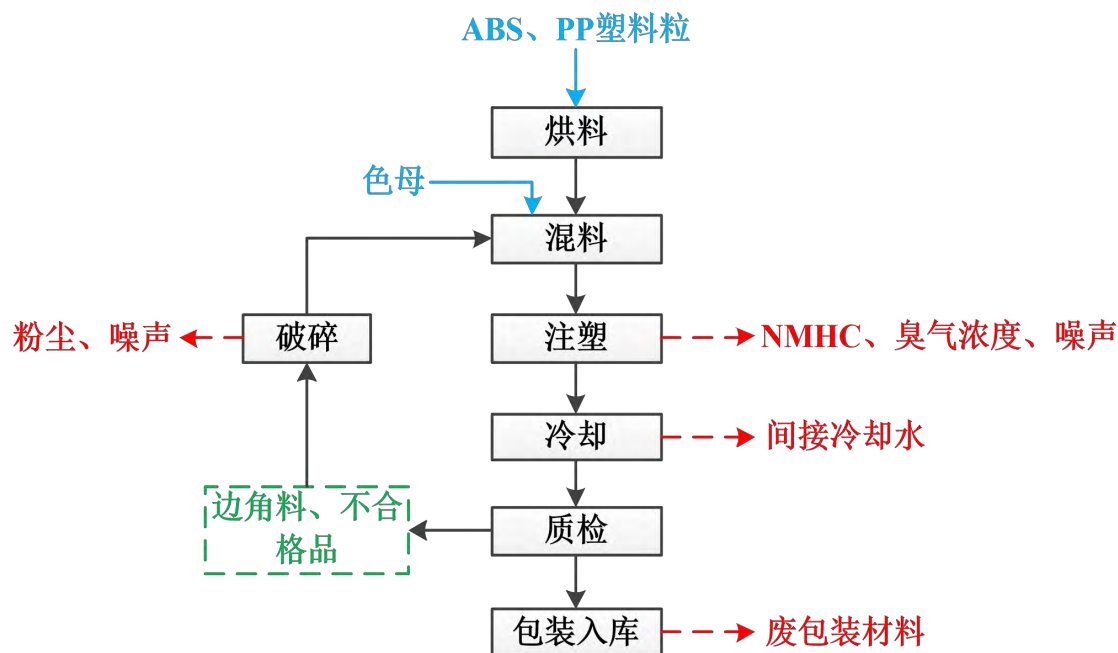 ABS、PP塑料粒
烘料
色母
混料
粉尘、噪声
破碎
注塑
NMHC、臭气浓度、噪声
冷却
间接冷却水
边角料、不合
格品
质检
包装入库
废包装材料